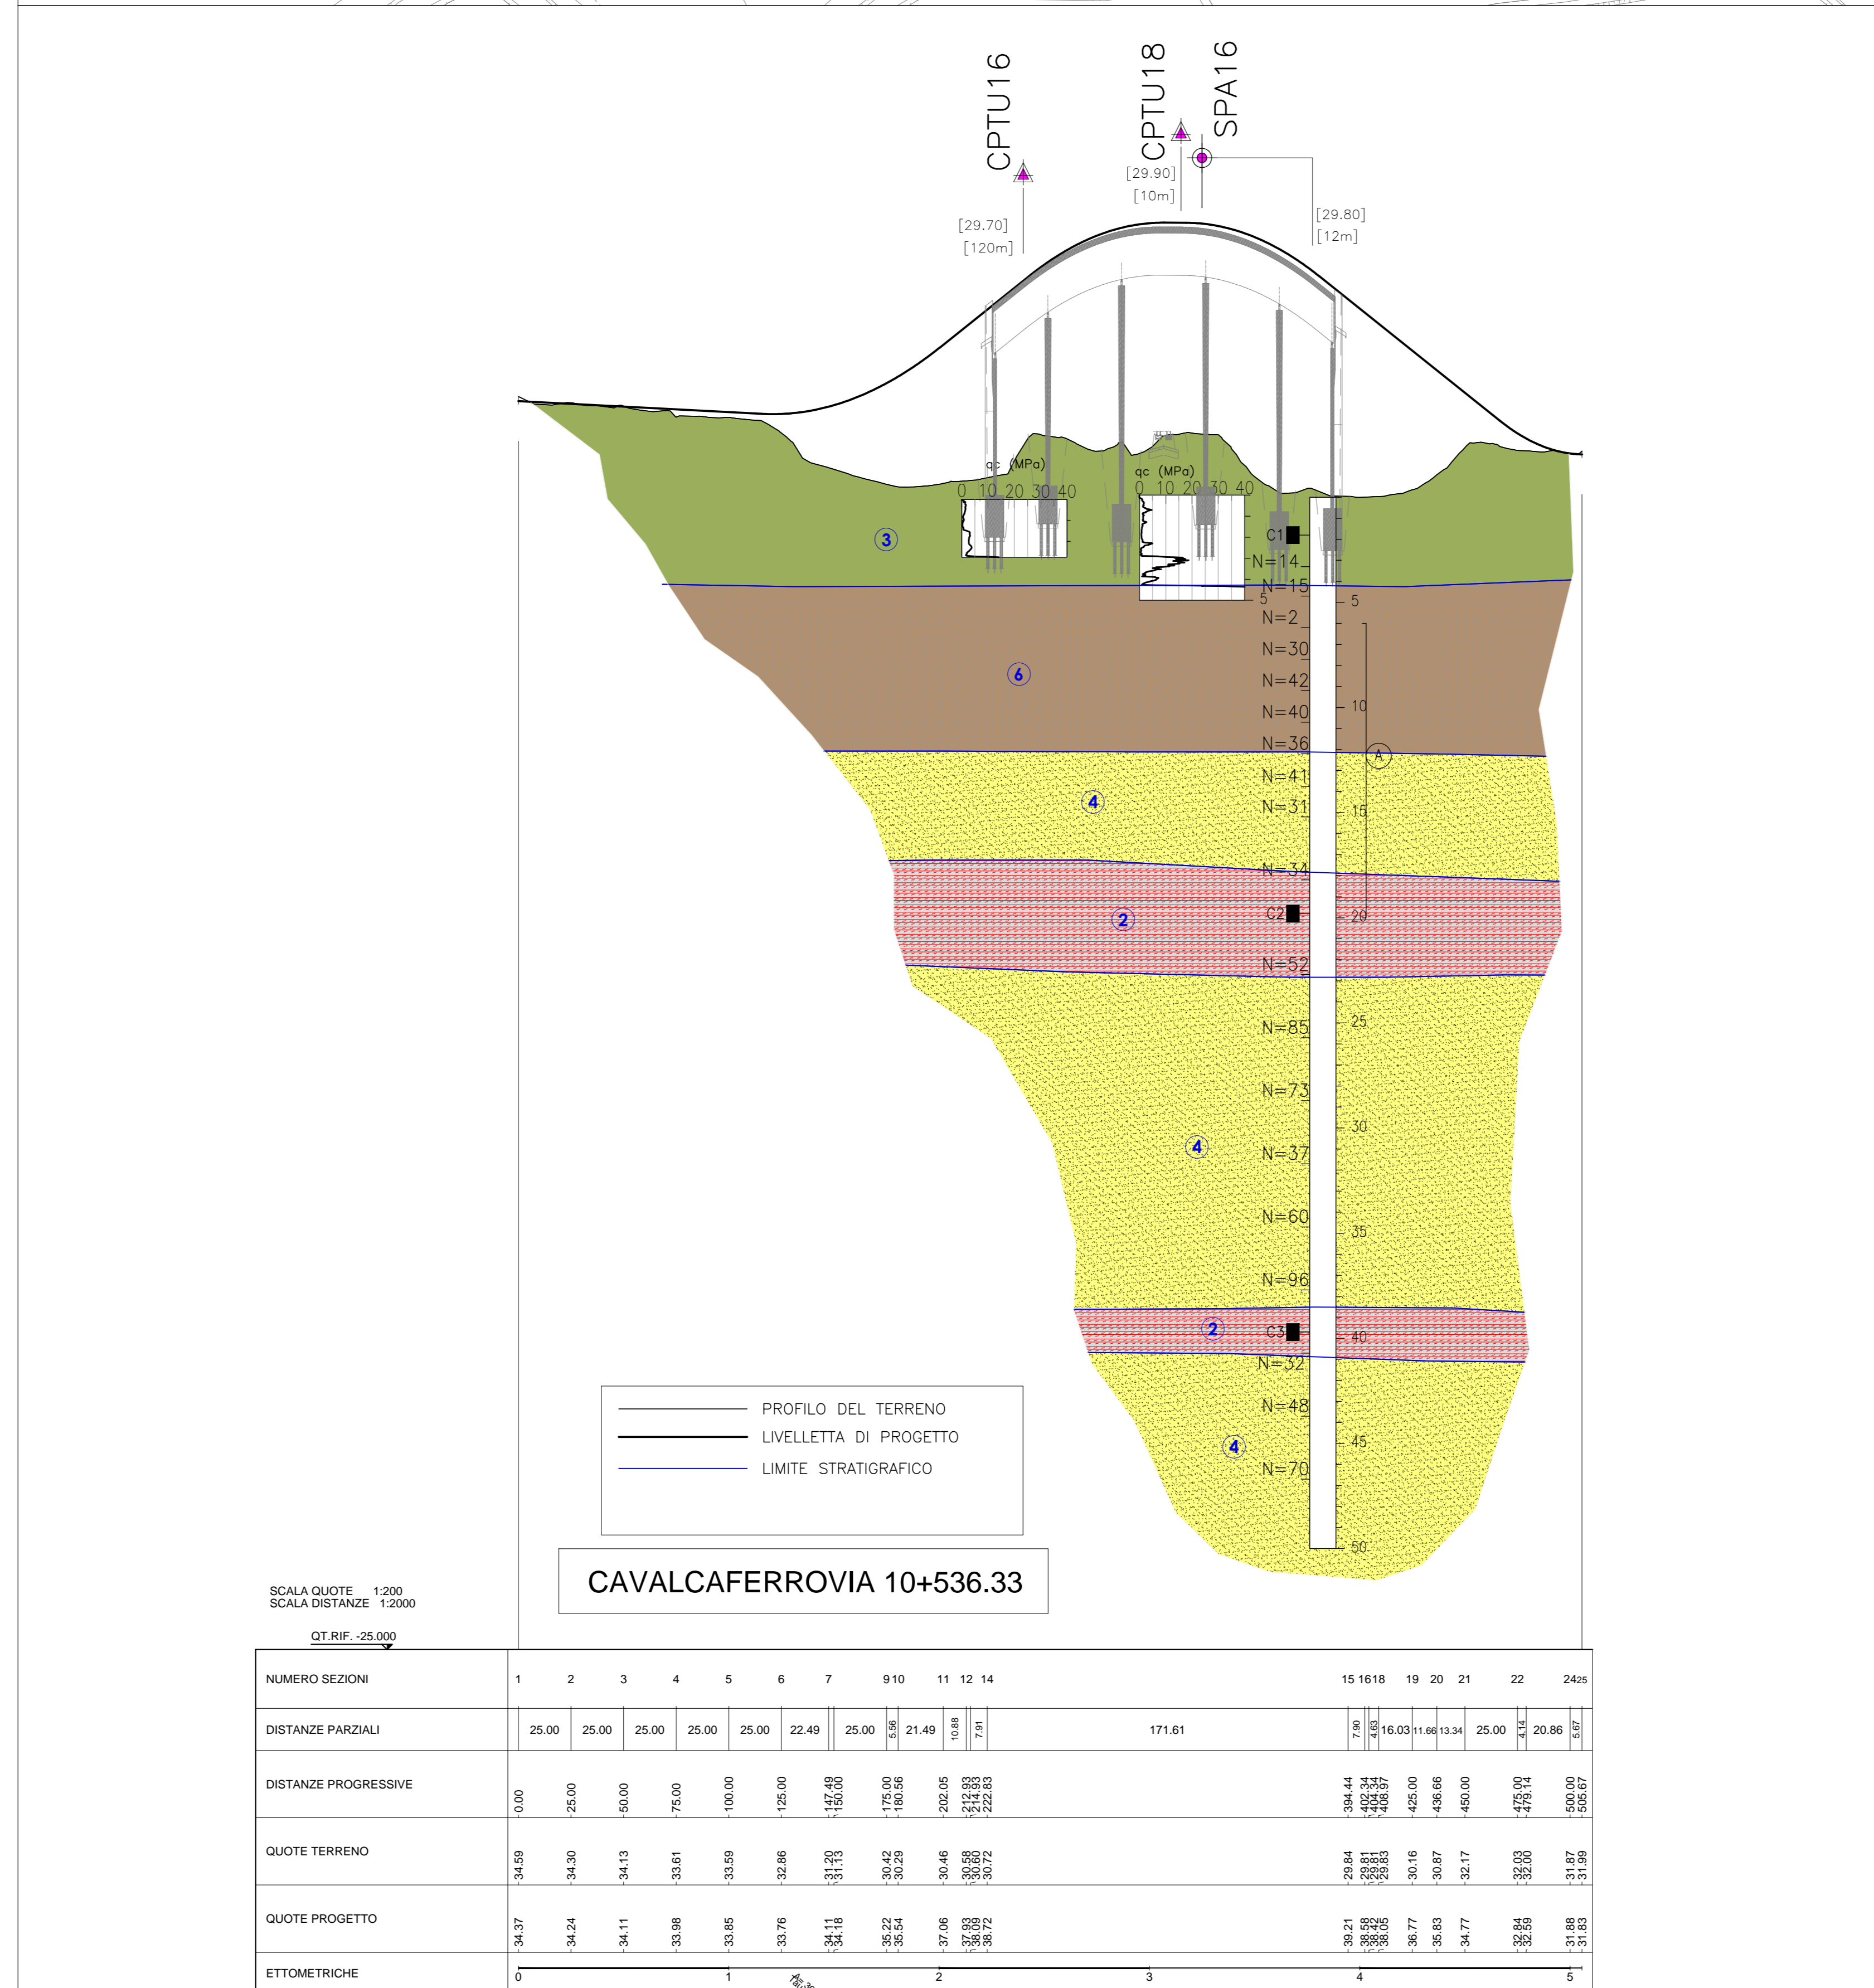 CPTU16
CPTU18
SPA16
[29.90]
[10m]
[29.70]
[120m]
[29.80]
[12m]
qc (MPa)
0 10 20 30 40
qc (MPa)
0 10 20 30 40
3
C1
N=14
N=15
5
5
N=2
N=30
6
N=42
10
N=40
N=36
A
N=41
4
N=31
15
N=34
2
C2
20
N=52
25
N=85
N=73
30
4
N=37
N=60
35
N=96
2
C3
40
N=32
N=48
4
45
N=70
50
PROFILO DEL TERRENO
LIVELLETTA DI PROGETTO
LIMITE STRATIGRAFICO
CAVALCAFERROVIA 10+536.33
SCALA QUOTE 1:200
SCALA DISTANZE 1:2000
QT.RIF. -25.000
NUMERO SEZIONI 1 2 3 4 5 6 7 9 10 11 12 14 15 16 18 19 20 21 22 24 25
DISTANZE PARZIALI 25.00 25.00 25.00 25.00 25.00 22.49 25.00 5.56 21.49 10.88 7.91 171.61 7.90 4.63 16.03 11.66 13.34 25.00 4.14 20.86 5.67
DISTANZE PROGRESSIVE 0.00 25.00 50.00 75.00 100.00 125.00 147.49 150.00 175.00 180.56 202.05 212.93 214.93 222.83 394.44 402.34 404.34 408.97 425.00 436.66 450.00 475.00 479.14 500.00 505.67
QUOTE TERRENO 34.59 34.30 34.13 33.61 33.59 32.86 31.20 31.13 30.42 30.29 30.46 30.58 30.60 30.72 29.84 29.81 29.81 29.83 30.16 30.87 32.17 32.03 32.00 31.87 31.99
QUOTE PROGETTO 34.37 34.24 34.11 33.98 33.85 33.76 34.11 34.18 35.22 35.54 37.06 37.93 38.09 38.72 39.21 38.58 38.42 38.05 36.77 35.83 34.77 32.84 32.59 31.88 31.83
ETTOMETRICHE 0 1 2 3 4 5